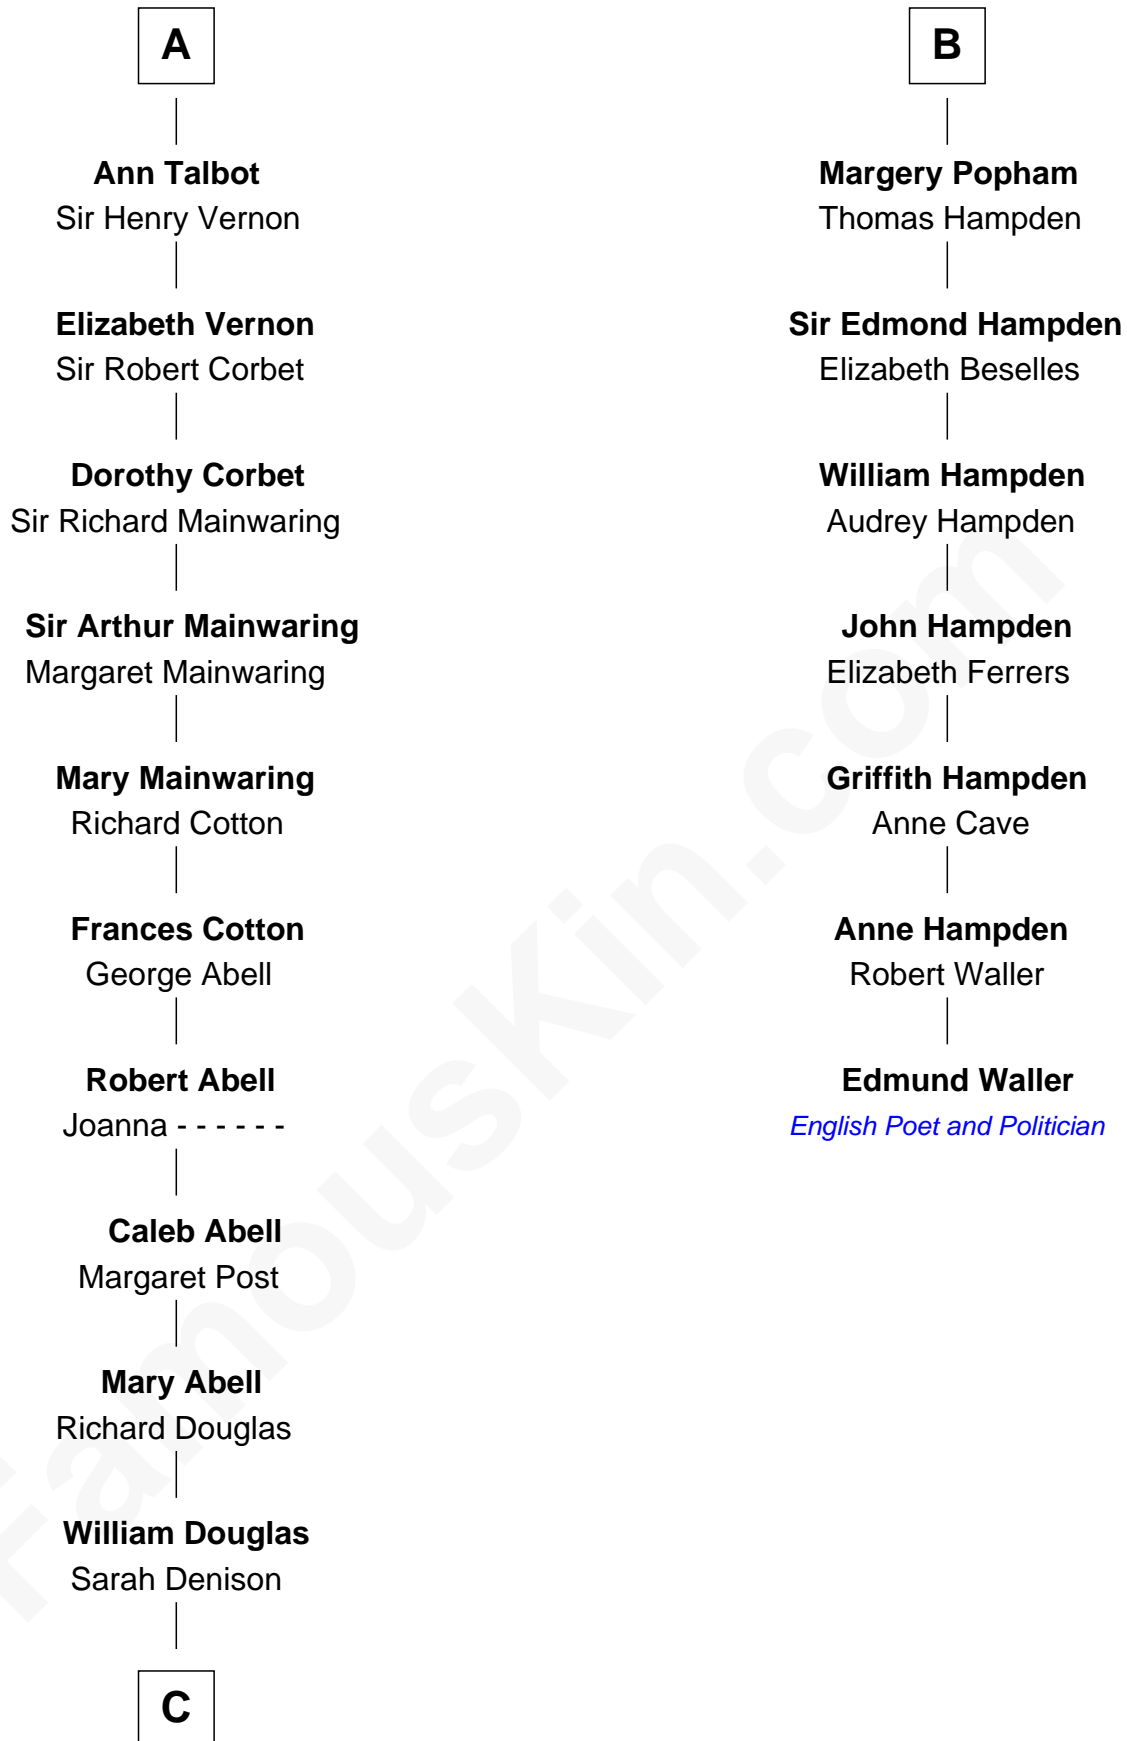 A
Ann Talbot
Sir Henry Vernon
Elizabeth Vernon
Sir Robert Corbet
Dorothy Corbet
Sir Richard Mainwaring
Sir Arthur Mainwaring
Margaret Mainwaring
Mary Mainwaring
Richard Cotton
Frances Cotton
George Abell
Robert Abell
Joanna - - - - - -
Caleb Abell
Margaret Post
Mary Abell
Richard Douglas
William Douglas
Sarah Denison
C
B
Margery Popham
Thomas Hampden
Sir Edmond Hampden
Elizabeth Beselles
William Hampden
Audrey Hampden
John Hampden
Elizabeth Ferrers
Griffith Hampden
Anne Cave
Anne Hampden
Robert Waller
Edmund Waller
English Poet and Politician
FamousKin.com